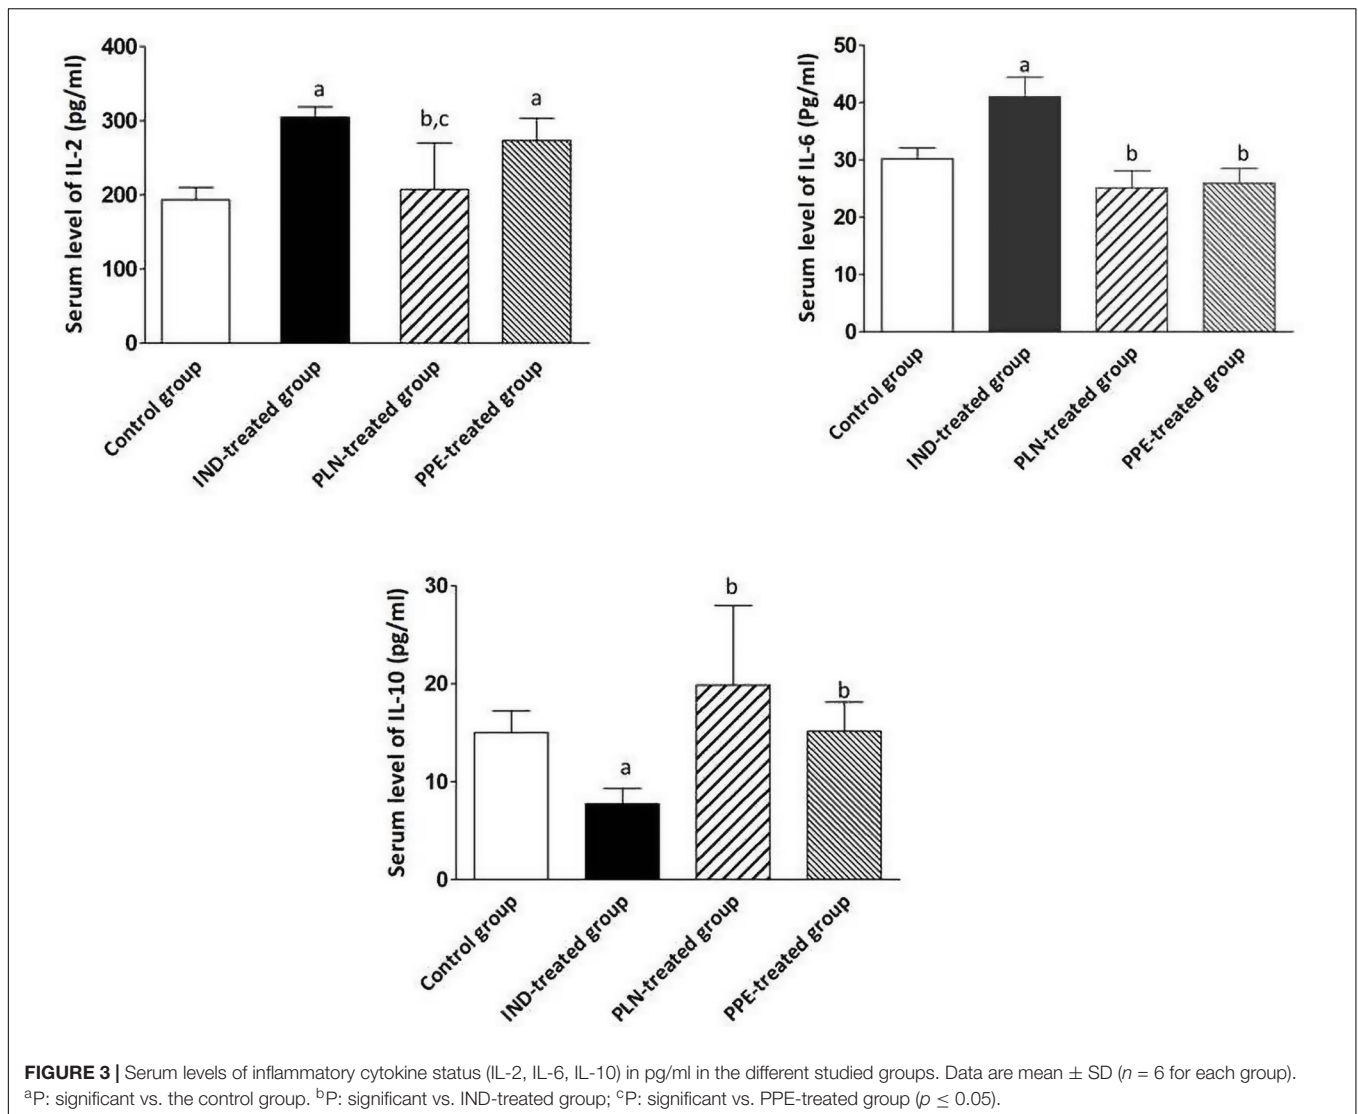 Serum level of IL-2 (pg/ml)
400
300
200
100
0
a
b,c
a
Control group
IND-treated group
PLN-treated group
PPE-treated group
Serum level of IL-6 (Pg/ml)
50
40
30
20
10
0
a
b
b
Control group
IND-treated group
PLN-treated group
PPE-treated group
Serum level of IL-10 (pg/ml)
30
20
10
0
a
b
b
Control group
IND-treated group
PLN-treated group
PPE-treated group
FIGURE 3 | Serum levels of inflammatory cytokine status (IL-2, IL-6, IL-10) in pg/ml in the different studied groups. Data are mean ± SD (n = 6 for each group).
ᵃP: significant vs. the control group. ᵇP: significant vs. IND-treated group; ᶜP: significant vs. PPE-treated group (p ≤ 0.05).